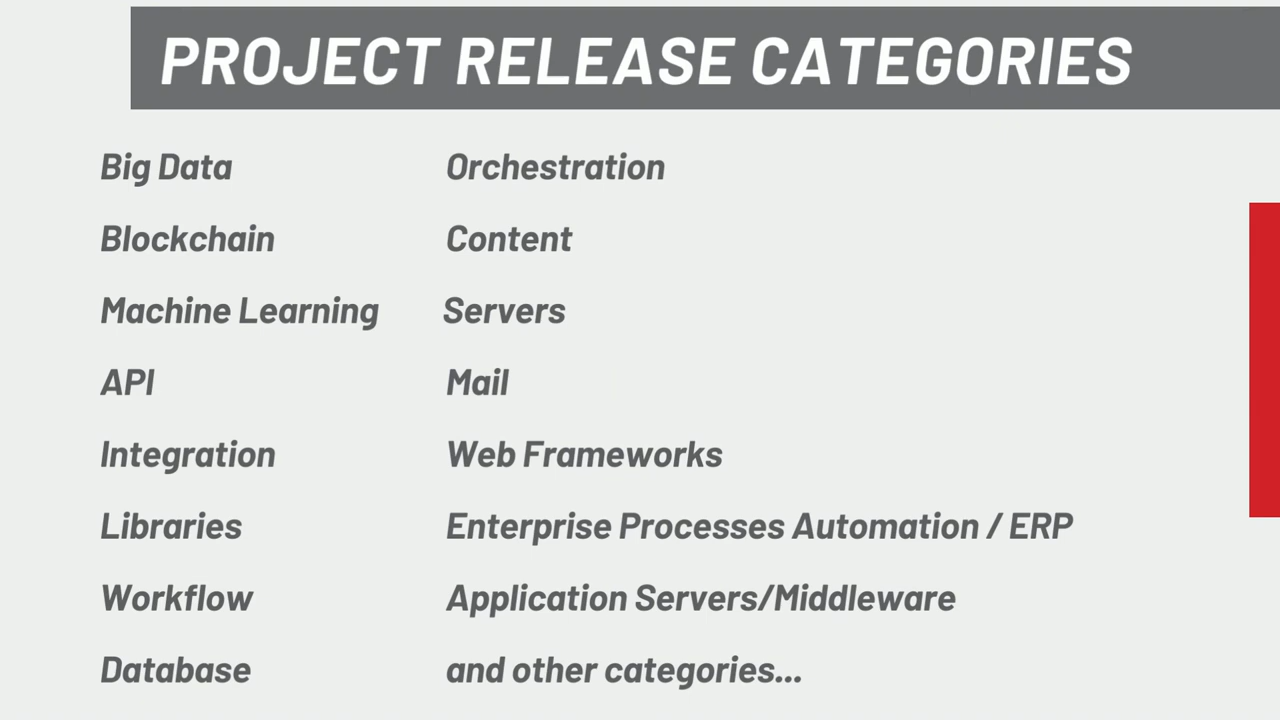 PROJECT RELEASE CATEGORIES
Big Data
Blockchain
Machine Learning
API
Integration
Libraries
Workflow
Database
Orchestration
Content
Servers
Mail
Web Frameworks
Enterprise Processes Automation / ERP
Application Servers/Middleware
and other categories...